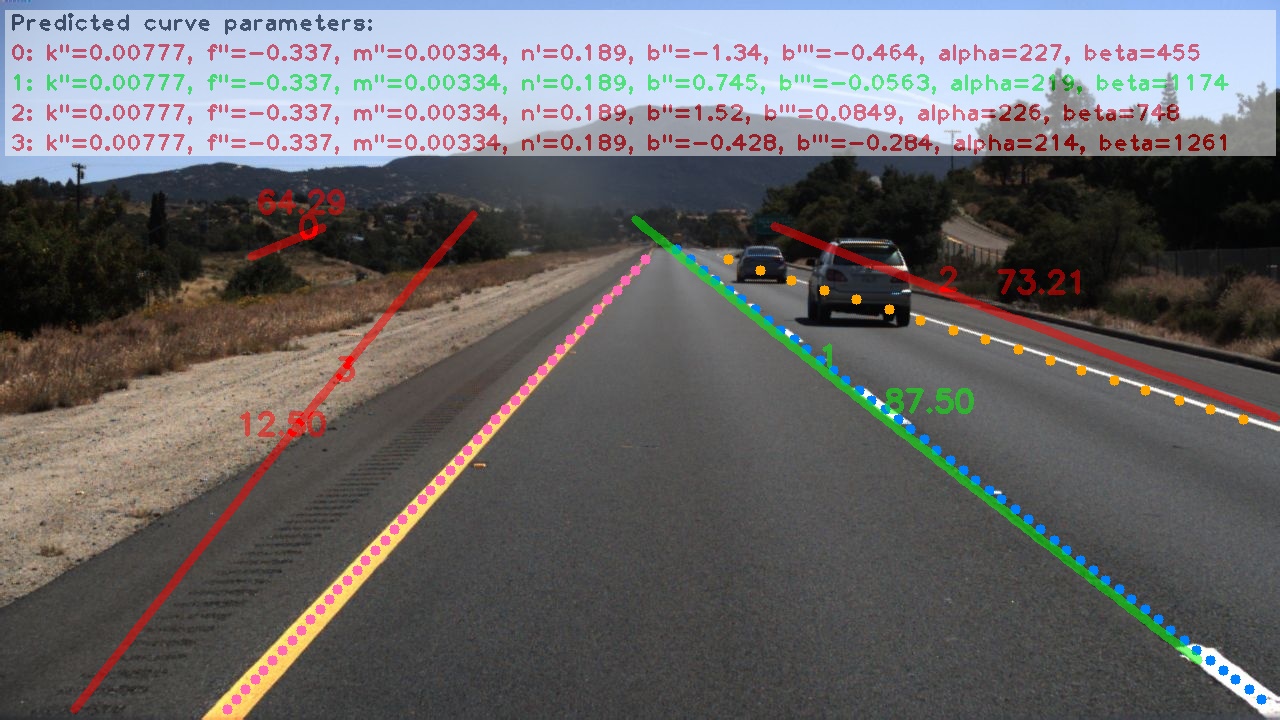 Predicted curve parameters:
0: k''=0.00777, f''=-0.337, m''=0.00334, n'=0.189, b''=-1.34, b'''=-0.464, alpha=227, beta=455
1: k''=0.00777, f''=-0.337, m''=0.00334, n'=0.189, b''=0.745, b'''=-0.0563, alpha=219, beta=1174
2: k''=0.00777, f''=-0.337, m''=0.00334, n'=0.189, b''=1.52, b'''=0.0849, alpha=226, beta=748
3: k''=0.00777, f''=-0.337, m''=0.00334, n'=0.189, b''=-0.428, b'''=-0.284, alpha=214, beta=1261
64.29
0
2 73.21
1
3
87.50
12.50